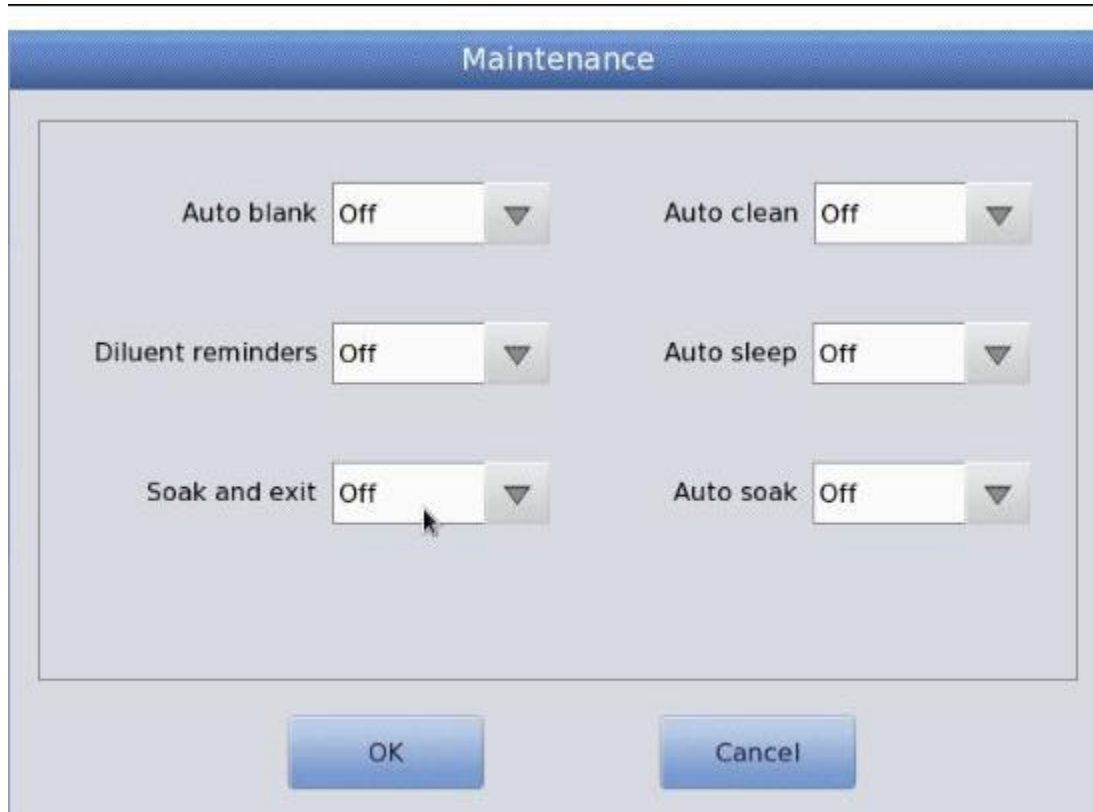 Maintenance
Auto blank Off Auto clean Off
Diluent reminders Off Auto sleep Off
Soak and exit Off Auto soak Off
OK Cancel